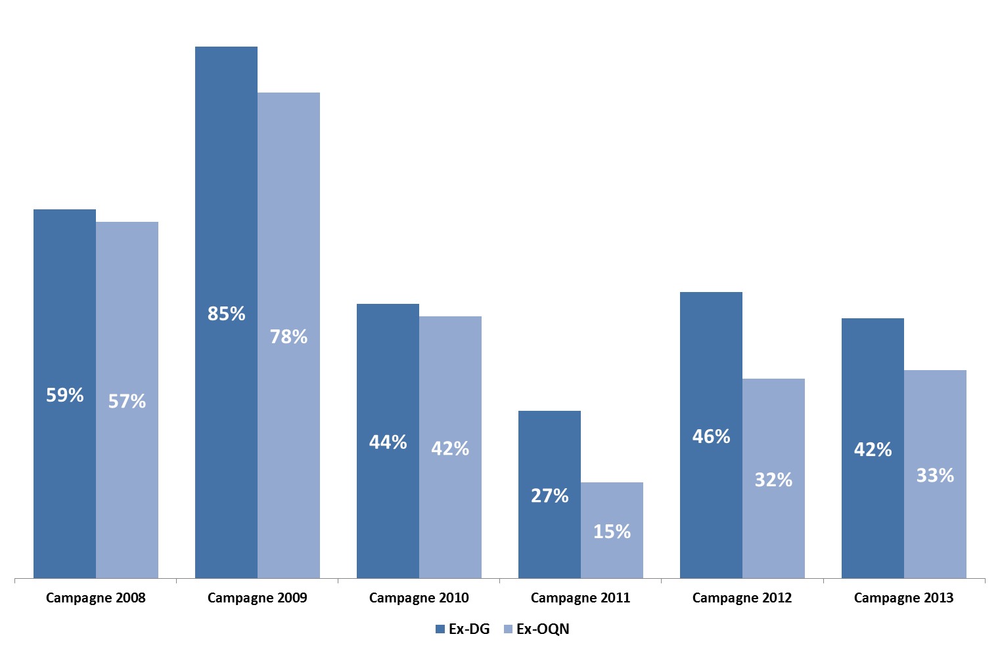 85%
78%
59%
57%
44%
42%
27%
15%
46%
32%
42%
33%
Campagne 2008
Campagne 2009
Campagne 2010
Campagne 2011
Campagne 2012
Campagne 2013
Ex-DG
Ex-OQN